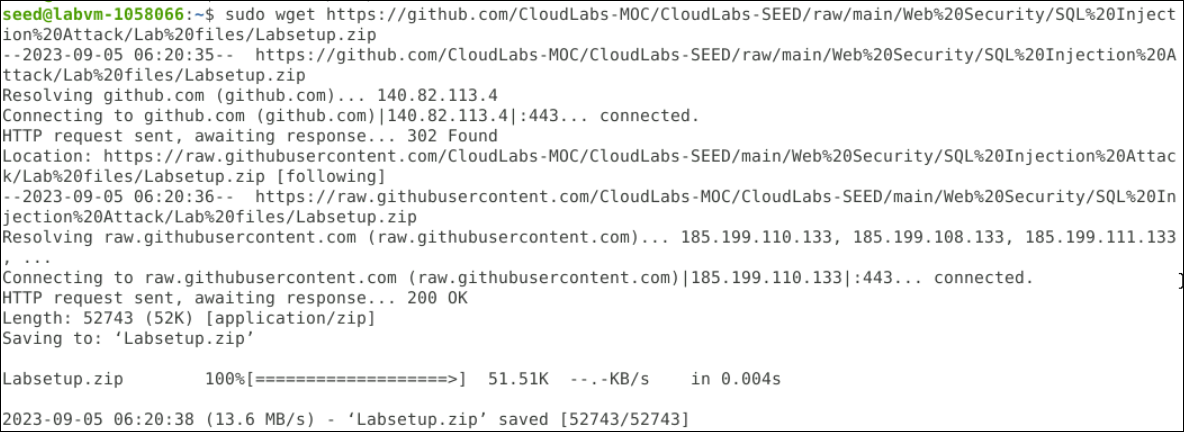 seed@labvm-1058066:~$ sudo wget https://github.com/CloudLabs-MOC/CloudLabs-SEED/raw/main/Web%20Security/SQL%20Inject
ion%20Attack/Lab%20files/Labsetup.zip
--2023-09-05 06:20:35--  https://github.com/CloudLabs-MOC/CloudLabs-SEED/raw/main/Web%20Security/SQL%20Injection%20A
ttack/Lab%20files/Labsetup.zip
Resolving github.com (github.com)... 140.82.113.4
Connecting to github.com (github.com)|140.82.113.4|:443... connected.
HTTP request sent, awaiting response... 302 Found
Location: https://raw.githubusercontent.com/CloudLabs-MOC/CloudLabs-SEED/main/Web%20Security/SQL%20Injection%20Attac
k/Lab%20files/Labsetup.zip [following]
--2023-09-05 06:20:36--  https://raw.githubusercontent.com/CloudLabs-MOC/CloudLabs-SEED/main/Web%20Security/SQL%20In
jection%20Attack/Lab%20files/Labsetup.zip
Resolving raw.githubusercontent.com (raw.githubusercontent.com)... 185.199.110.133, 185.199.108.133, 185.199.111.133
, ...
Connecting to raw.githubusercontent.com (raw.githubusercontent.com)|185.199.110.133|:443... connected.
HTTP request sent, awaiting response... 200 OK
Length: 52743 (52K) [application/zip]
Saving to: ‘Labsetup.zip’
Labsetup.zip        100%[===================>]  51.51K  --.-KB/s    in 0.004s
2023-09-05 06:20:38 (13.6 MB/s) - ‘Labsetup.zip’ saved [52743/52743]